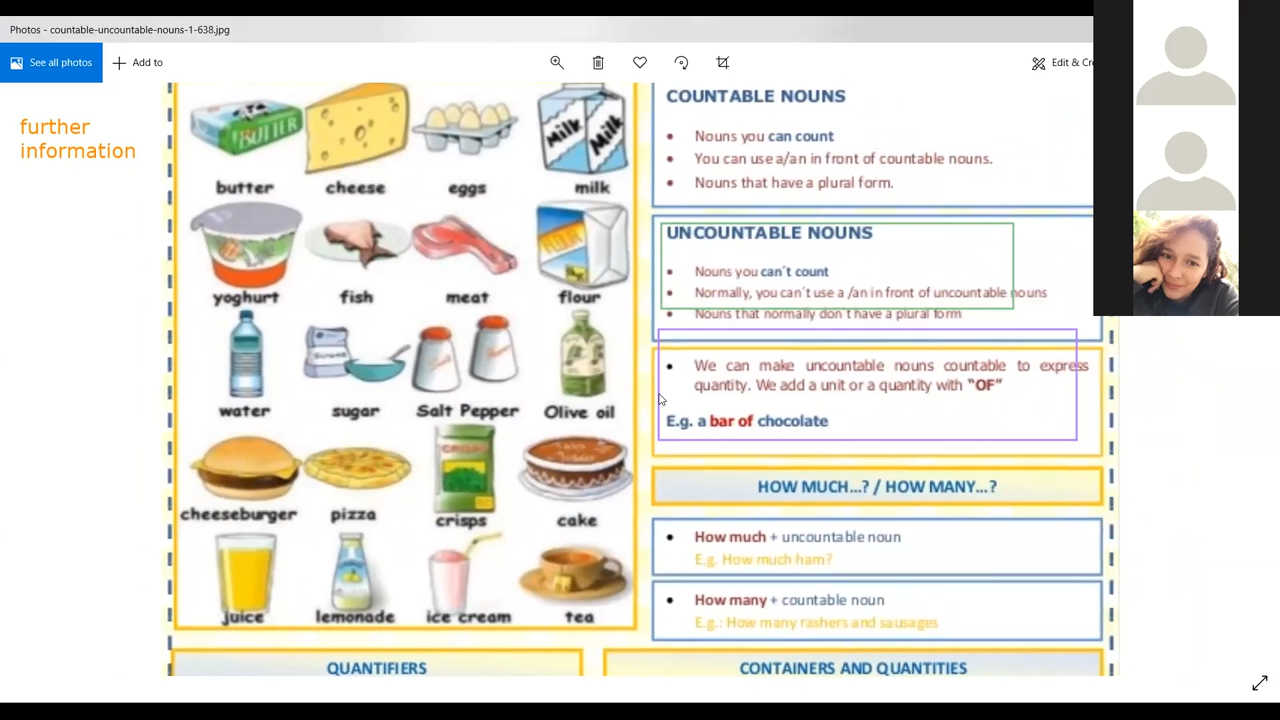 Photos - countable-uncountable-nouns-1-638.jpg
See all photos
Add to
Edit & Cr
further
information
BUTTER
Milk Milk
butter cheese eggs milk
FLOUR
yoghurt fish meat flour
SUGAR
water sugar Salt Pepper Olive oil
CRISPS
cheeseburger pizza crisps cake
juice lemonade ice cream tea
COUNTABLE NOUNS
• Nouns you can count
• You can use a/an in front of countable nouns.
• Nouns that have a plural form.
UNCOUNTABLE NOUNS
• Nouns you can´t count
• Normally, you can´t use a /an in front of uncountable nouns
• Nouns that normally don´t have a plural form
• We can make uncountable nouns countable to express
quantity. We add a unit or a quantity with “OF”
E.g. a bar of chocolate
HOW MUCH…? / HOW MANY…?
• How much + uncountable noun
E.g. How much ham?
• How many + countable noun
E.g.: How many rashers and sausages
QUANTIFIERS
CONTAINERS AND QUANTITIES